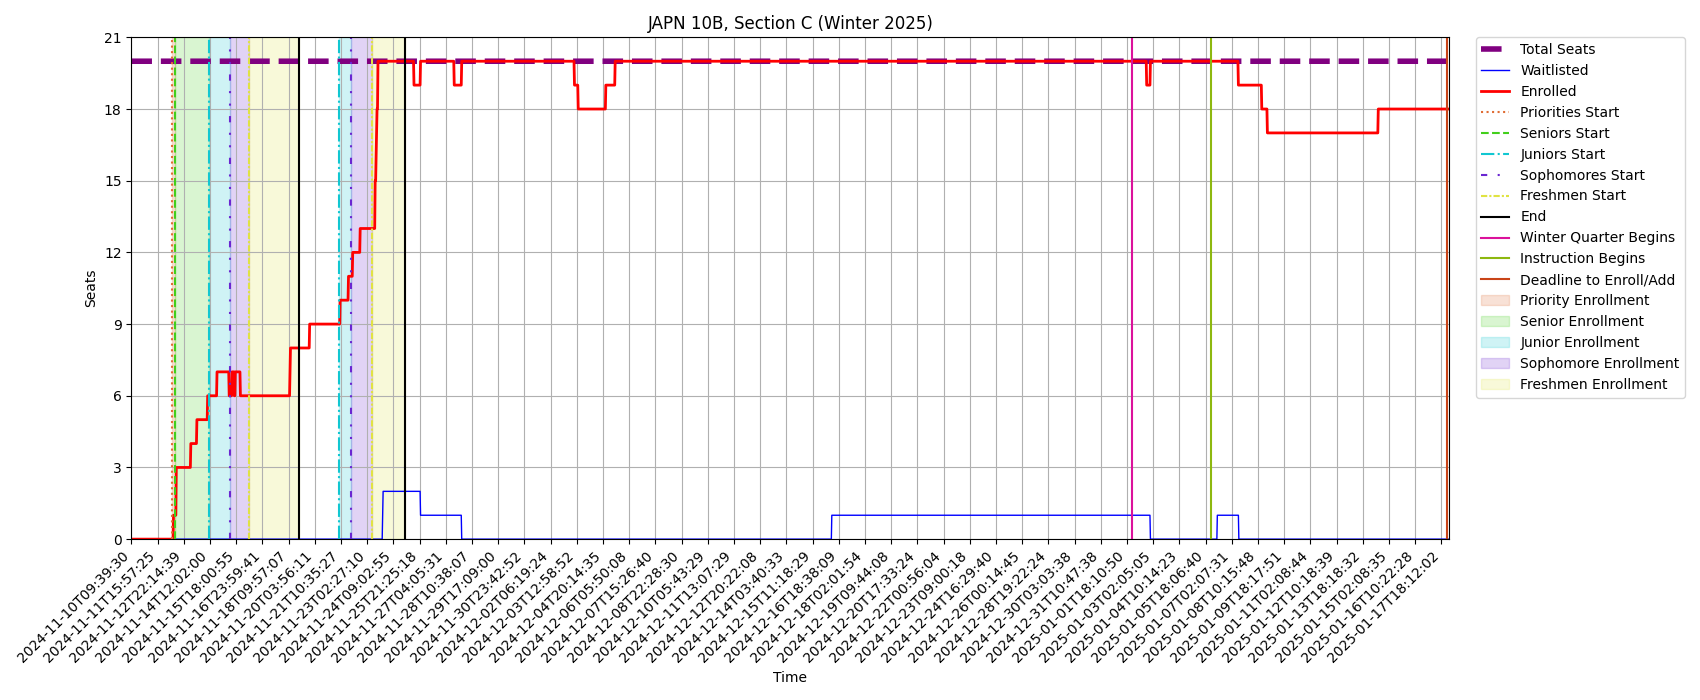 JAPN 10B, Section C (Winter 2025)
21
18
15
12
9
6
3
0
Seats
2024-11-10T09:39:30
2024-11-11T15:57:25
2024-11-12T22:14:39
2024-11-14T12:02:00
2024-11-15T18:00:55
2024-11-16T23:59:41
2024-11-18T09:57:07
2024-11-20T03:56:11
2024-11-21T10:35:27
2024-11-23T02:27:10
2024-11-24T09:02:55
2024-11-25T21:25:18
2024-11-27T04:05:31
2024-11-28T10:38:07
2024-11-29T17:09:00
2024-11-30T23:42:52
2024-12-02T06:19:24
2024-12-03T12:58:52
2024-12-04T20:14:35
2024-12-06T05:50:08
2024-12-07T15:26:40
2024-12-08T22:28:30
2024-12-10T05:43:29
2024-12-11T13:07:29
2024-12-12T20:22:08
2024-12-14T03:40:33
2024-12-15T11:18:29
2024-12-16T18:38:09
2024-12-18T02:01:54
2024-12-19T09:44:08
2024-12-20T17:33:24
2024-12-22T00:56:04
2024-12-23T09:00:18
2024-12-24T16:29:40
2024-12-26T00:14:45
2024-12-28T19:22:24
2024-12-30T03:03:38
2024-12-31T10:47:38
2025-01-01T18:10:50
2025-01-03T02:05:05
2025-01-04T10:14:23
2025-01-05T18:06:40
2025-01-07T02:07:31
2025-01-08T10:15:48
2025-01-09T18:17:51
2025-01-11T02:08:44
2025-01-12T10:18:39
2025-01-13T18:18:32
2025-01-15T02:08:35
2025-01-16T10:22:28
2025-01-17T18:12:02
Time
Total Seats
Waitlisted
Enrolled
Priorities Start
Seniors Start
Juniors Start
Sophomores Start
Freshmen Start
End
Winter Quarter Begins
Instruction Begins
Deadline to Enroll/Add
Priority Enrollment
Senior Enrollment
Junior Enrollment
Sophomore Enrollment
Freshmen Enrollment